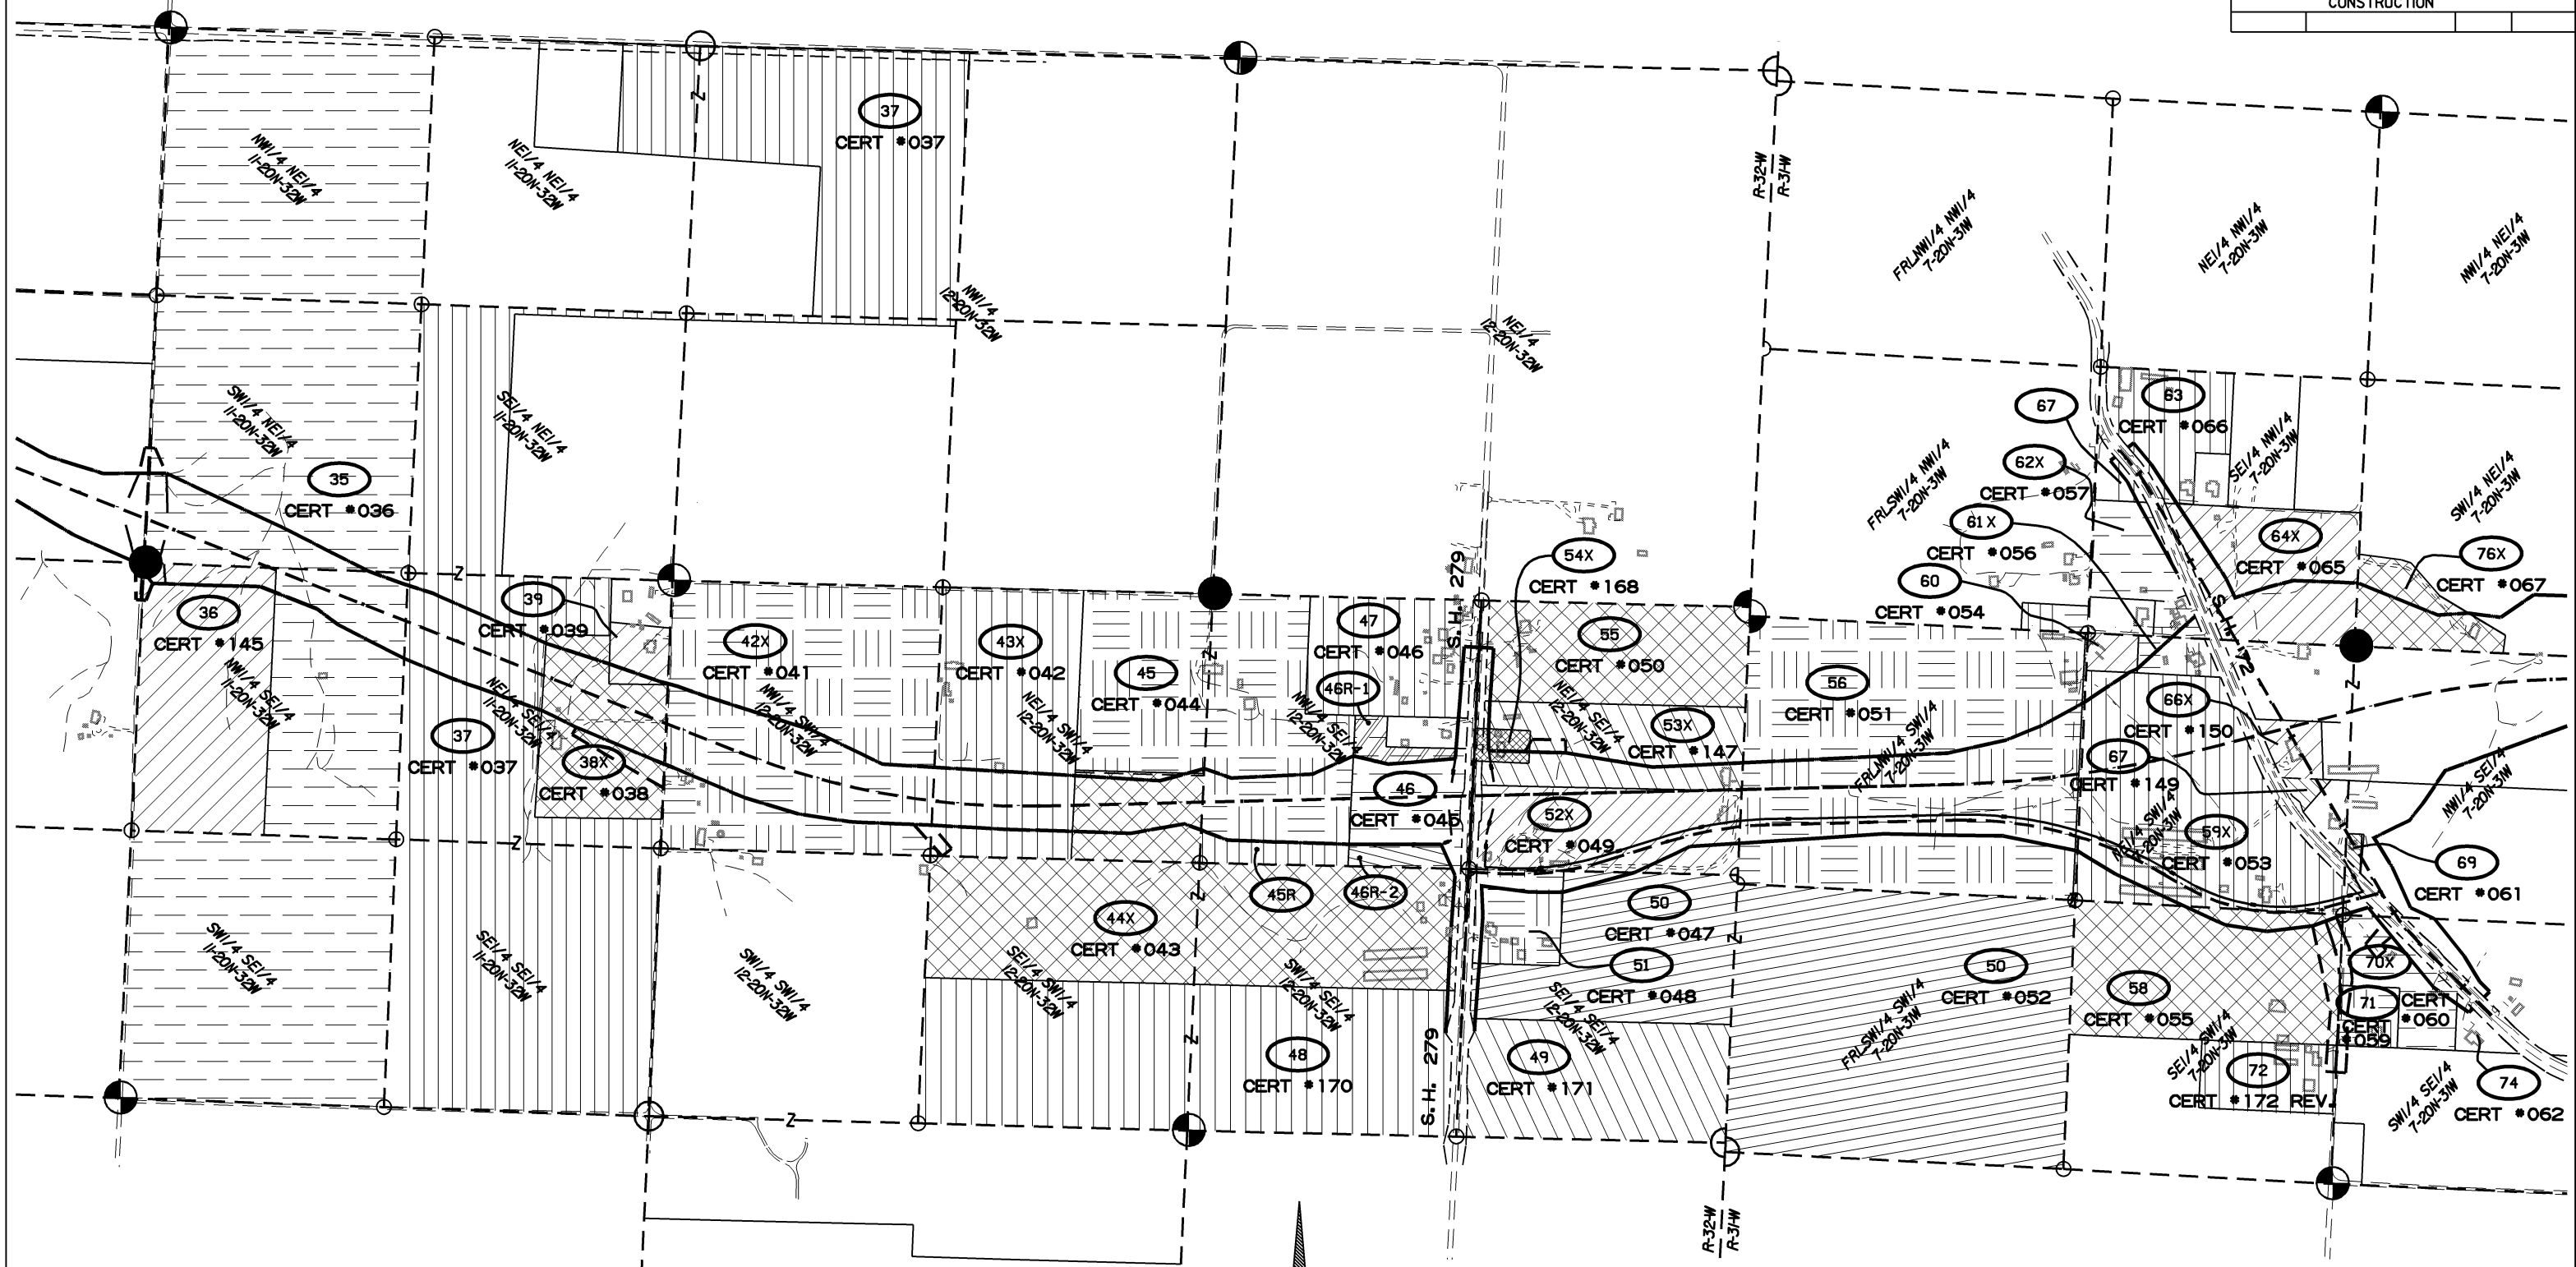 CONSTRUCTION
37
CERT #037
NW1/4 NE1/4
11-20N-32W
NE1/4 NE1/4
11-20N-32W
R-32-W
R-31-W
FRL.NW1/4 NW1/4
7-20N-31W
NE1/4 NW1/4
7-20N-31W
NW1/4 NE1/4
7-20N-31W
NW1/4
12-20N-32W
NE1/4
12-20N-32W
SW1/4 NE1/4
11-20N-32W
SE1/4 NE1/4
11-20N-32W
35
CERT #036
67
63
CERT #066
62X
CERT #057
FRL.SW1/4 NW1/4
7-20N-31W
SE1/4 NW1/4
7-20N-31W
SW1/4 NE1/4
7-20N-31W
61X
CERT #056
64X
CERT #065
76X
CERT #067
54X
CERT #168
60
CERT #054
S.H. 279
S.H. 72
36
CERT #145
39
CERT #039
42X
CERT #041
43X
CERT #042
45
CERT #044
47
CERT #046
46R-1
55
CERT #050
56
CERT #051
53X
CERT #147
66X
CERT #150
67
CERT #149
NW1/4 SE1/4
11-20N-32W
NE1/4 SE1/4
11-20N-32W
NW1/4 SW1/4
12-20N-32W
NE1/4 SW1/4
12-20N-32W
NW1/4 SE1/4
12-20N-32W
NE1/4 SE1/4
12-20N-32W
FRL.NW1/4 SW1/4
7-20N-31W
NE1/4 SW1/4
7-20N-31W
NW1/4 SE1/4
7-20N-31W
37
CERT #037
38X
CERT #038
46
CERT #045
52X
CERT #049
59X
CERT #053
69
CERT #061
44X
CERT #043
45R
46R-2
50
CERT #047
51
CERT #048
50
CERT #052
58
CERT #055
70X
CERT
#060
71
CERT
#059
SW1/4 SE1/4
11-20N-32W
SE1/4 SE1/4
11-20N-32W
SW1/4 SW1/4
12-20N-32W
SE1/4 SW1/4
12-20N-32W
SW1/4 SE1/4
12-20N-32W
SE1/4 SE1/4
12-20N-32W
FRL.SW1/4 SW1/4
7-20N-31W
SE1/4 SW1/4
7-20N-31W
SW1/4 SE1/4
7-20N-31W
48
CERT #170
S.H. 279
49
CERT #171
72
CERT #172 REV.
74
CERT #062
R-32-W
R-31-W
Z
Z
Z
Z
Z
Z
Z
Z
Z
Z